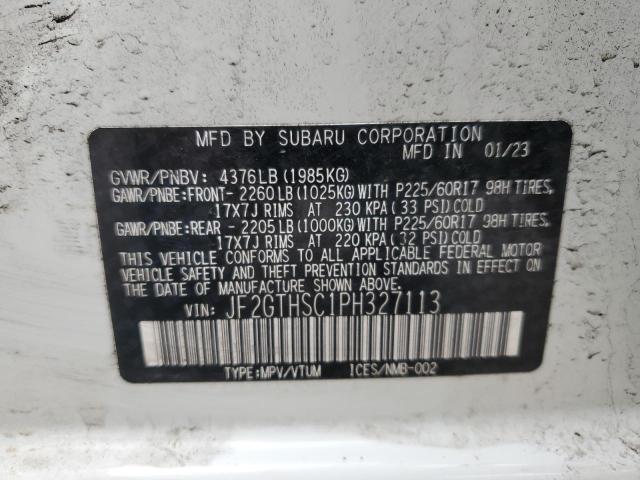 MFD BY SUBARU CORPORATION
MFD IN 01/23
GVWR/PNBV: 4376LB (1985KG)
GAWR/PNBE:FRONT- 2260LB (1025KG) WITH P225/60R17 98H TIRES,
17X7J RIMS AT 230 KPA (33 PSI) COLD
GAWR/PNBE:REAR - 2205LB (1000KG) WITH P225/60R17 98H TIRES,
17X7J RIMS AT 220 KPA (32 PSI) COLD
THIS VEHICLE CONFORMS TO ALL APPLICABLE FEDERAL MOTOR
VEHICLE SAFETY AND THEFT PREVENTION STANDARDS IN EFFECT ON
THE DATE OF MANUFACTURE SHOWN ABOVE.
VIN: JF2GTHSC1PH327113
TYPE:MPV/VTUM ICES/NMB-002